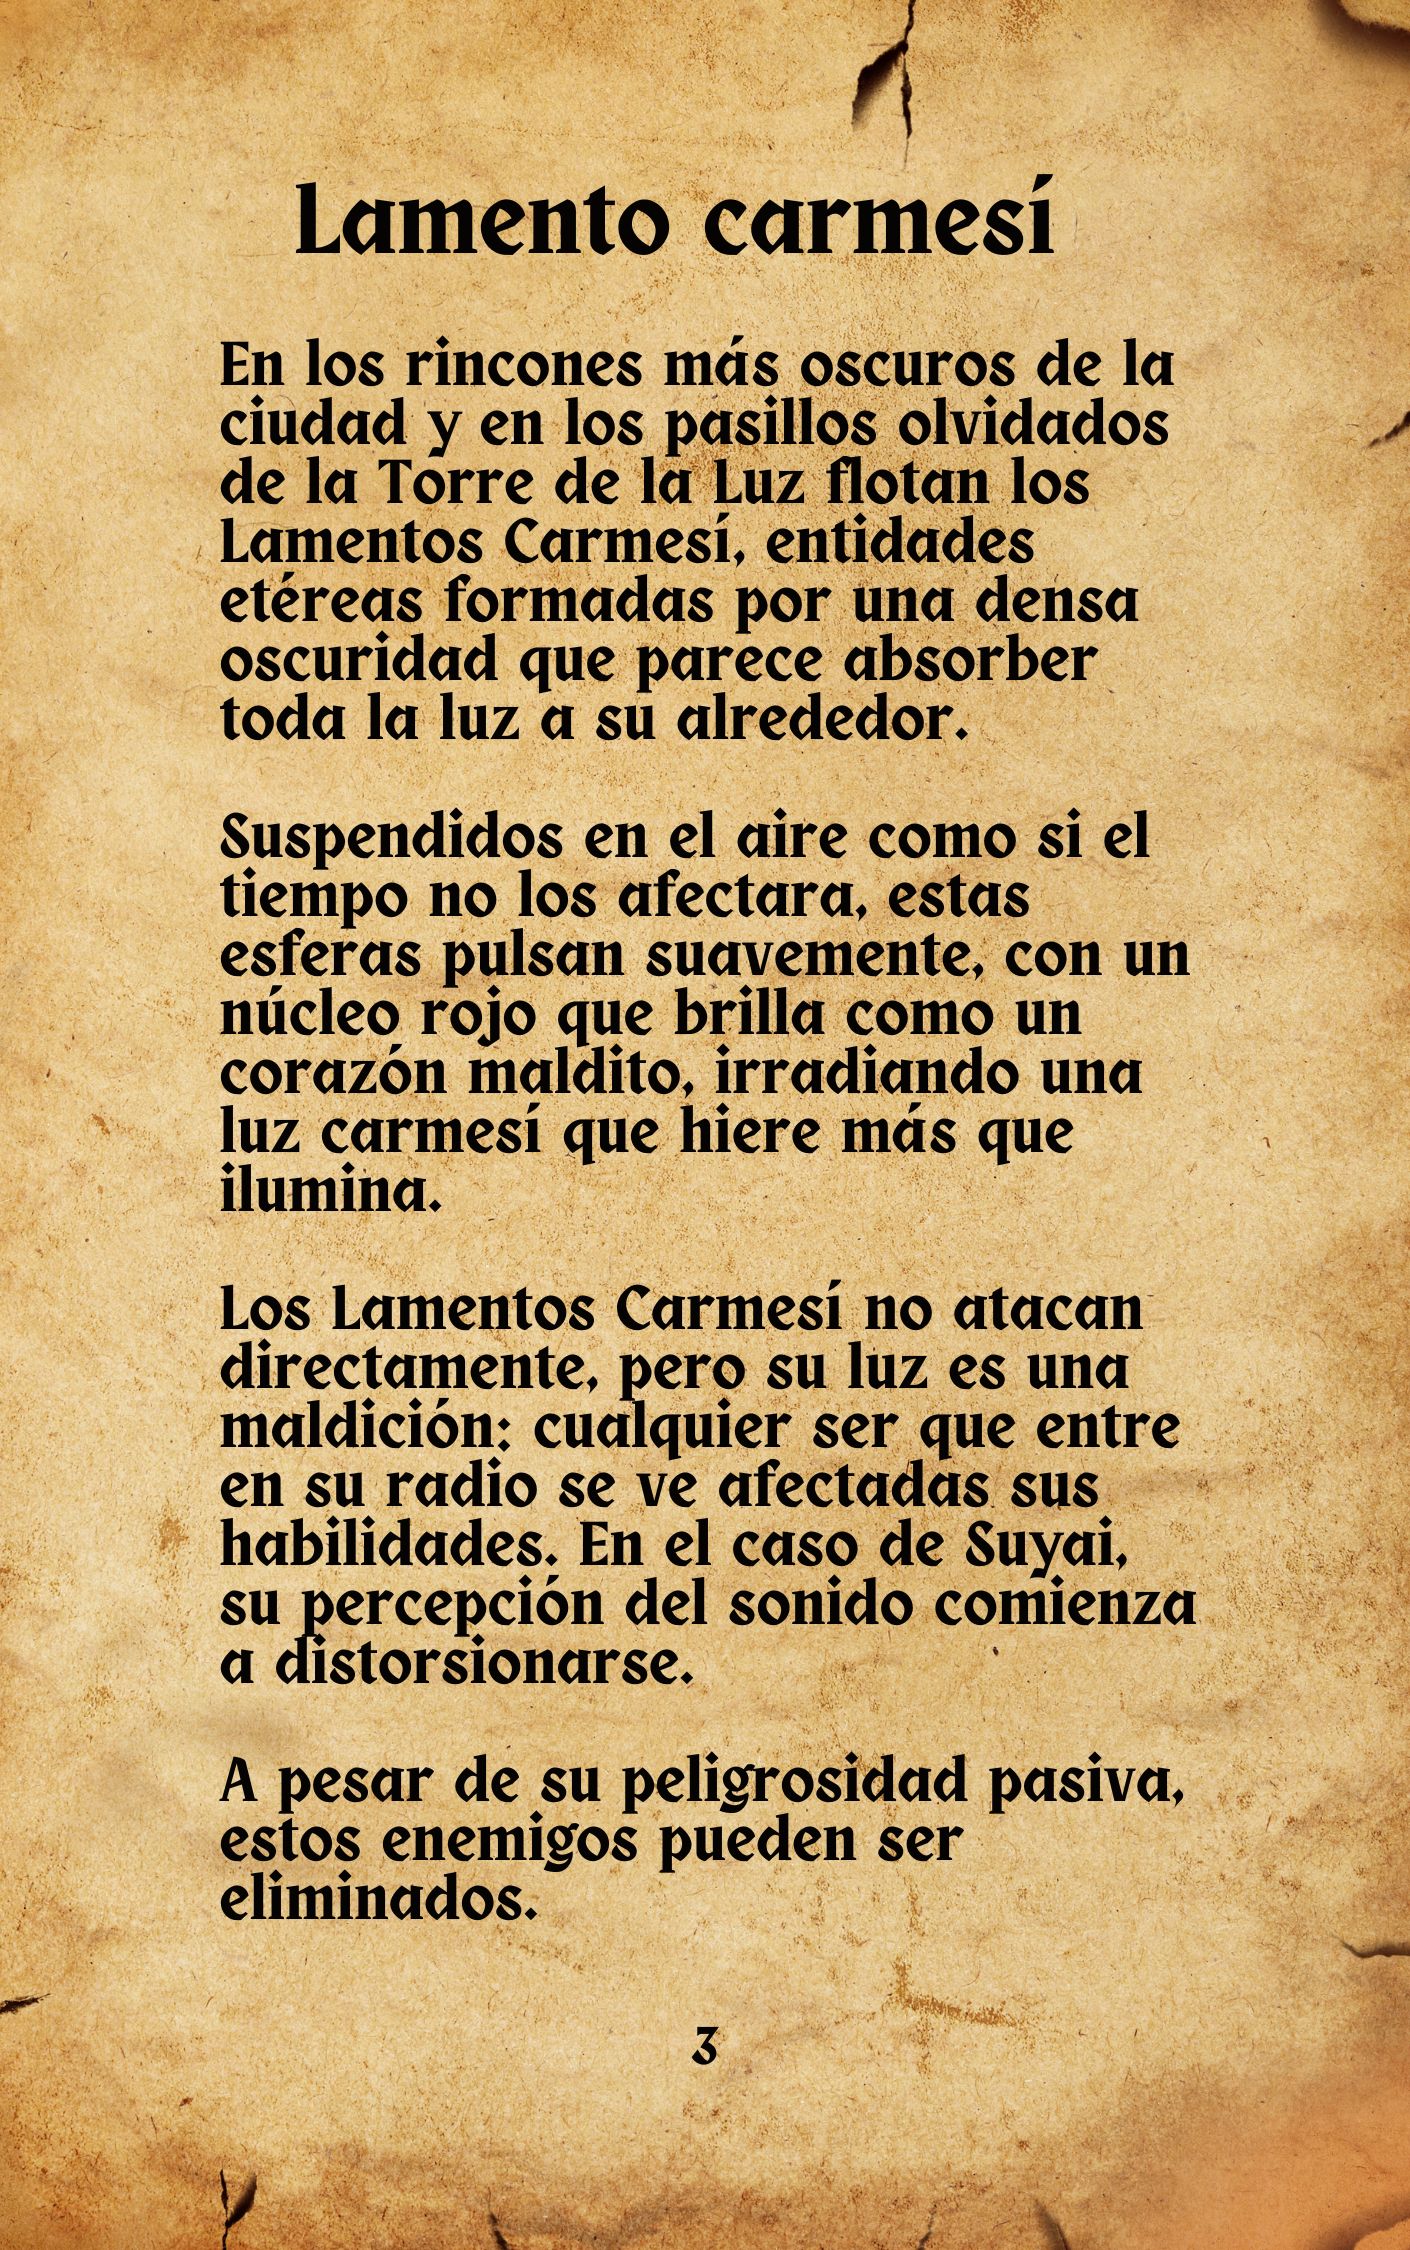 Lamento carmesí
En los rincones más oscuros de la
ciudad y en los pasillos olvidados
de la Torre de la Luz flotan los
Lamentos Carmesí, entidades
etéreas formadas por una densa
oscuridad que parece absorber
toda la luz a su alrededor.
Suspendidos en el aire como si el
tiempo no los afectara, estas
esferas pulsan suavemente, con un
núcleo rojo que brilla como un
corazón maldito, irradiando una
luz carmesí que hiere más que
ilumina.
Los Lamentos Carmesí no atacan
directamente, pero su luz es una
maldición: cualquier ser que entre
en su radio se ve afectadas sus
habilidades. En el caso de Suyai,
su percepción del sonido comienza
a distorsionarse.
A pesar de su peligrosidad pasiva,
estos enemigos pueden ser
eliminados.
3